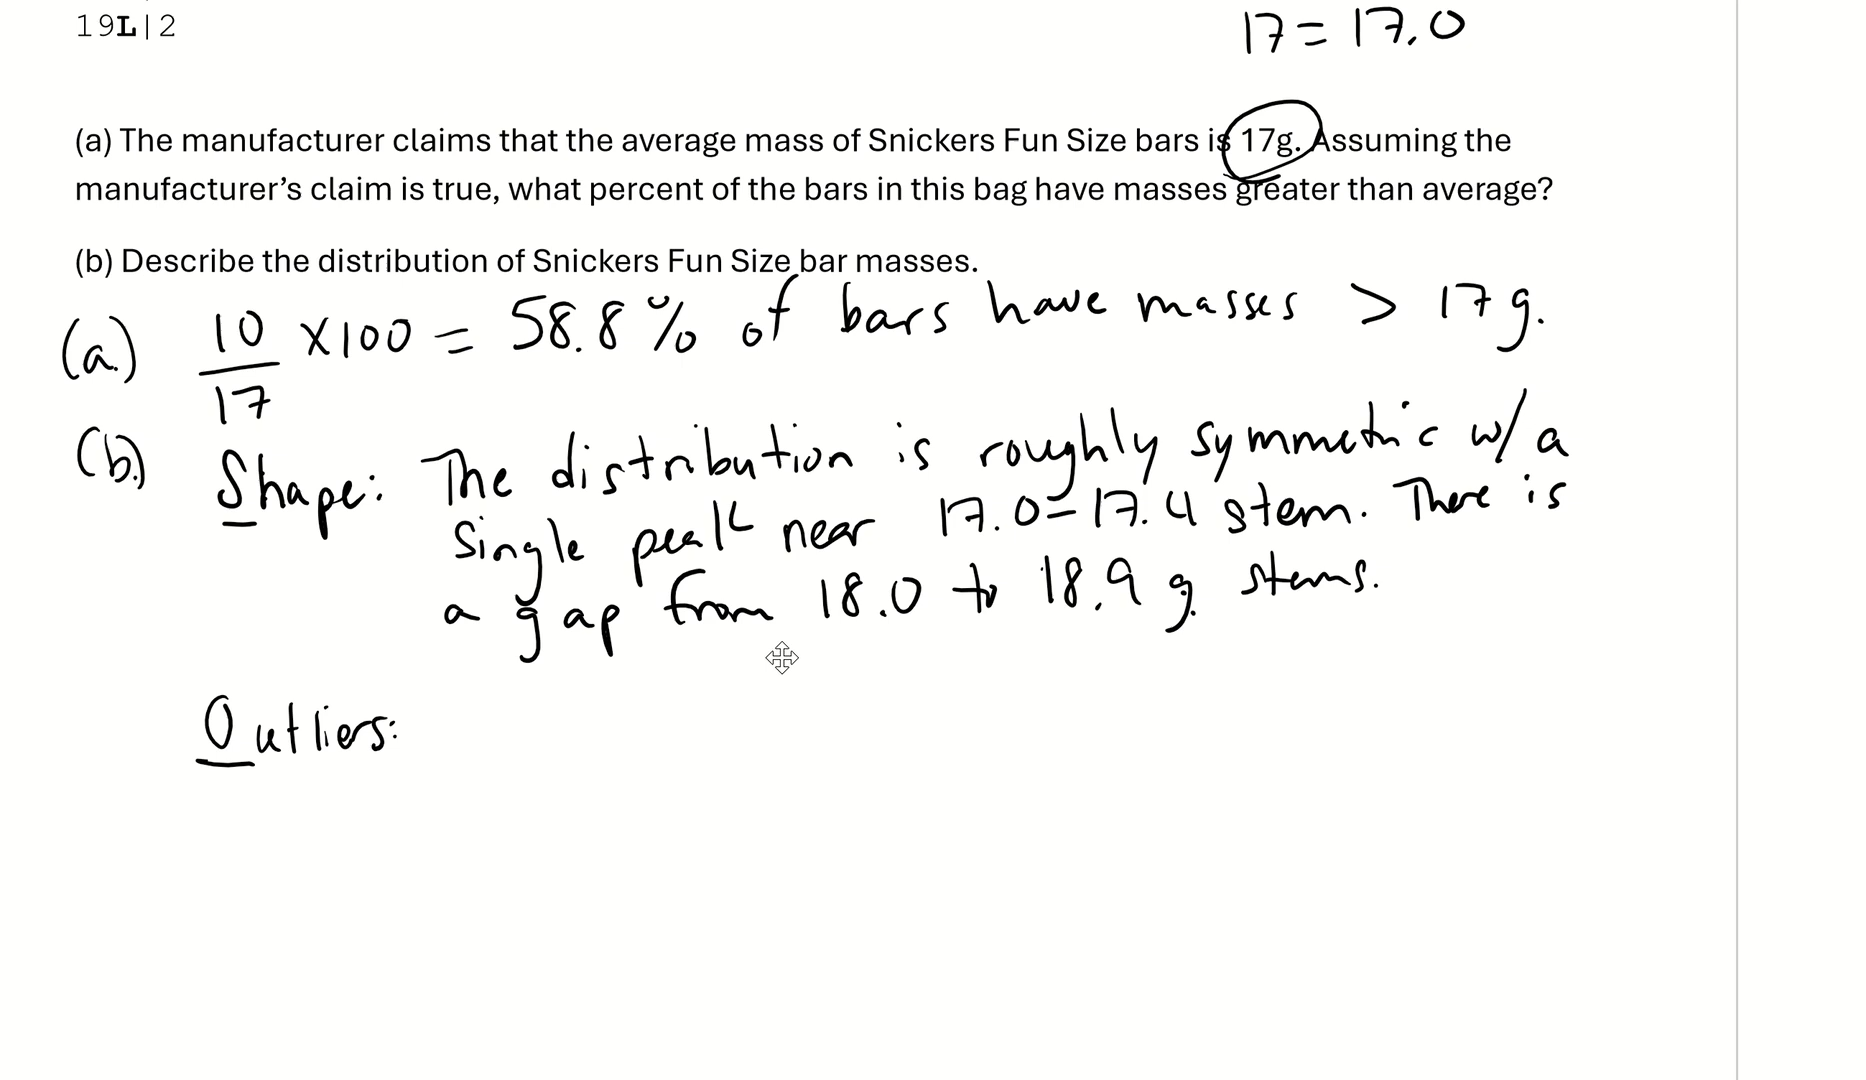 19L|2
17 = 17.0
(a) The manufacturer claims that the average mass of Snickers Fun Size bars is 17g. Assuming the
manufacturer's claim is true, what percent of the bars in this bag have masses greater than average?
(b) Describe the distribution of Snickers Fun Size bar masses.
(a.) 10/17 x100 = 58.8% of bars have masses > 17 g.
(b.) Shape: The distribution is roughly symmetric w/ a
single peak near 17.0-17.4 stem. There is
a gap from 18.0 to 18.9 g. stems.
Outliers: